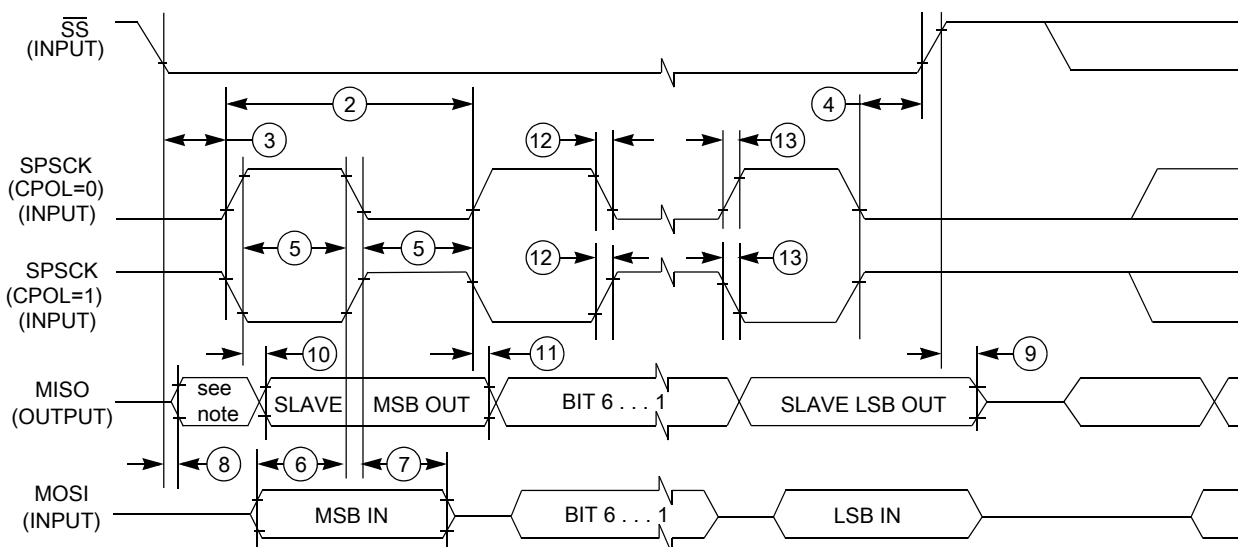 SS
(INPUT)
2
4
3
12
13
SPSCK
(CPOL=0)
(INPUT)
5
5
SPSCK
(CPOL=1)
(INPUT)
12
13
10
11
9
MISO
(OUTPUT)
see
note
SLAVE
MSB OUT
BIT 6 . . . 1
SLAVE LSB OUT
8
6
7
MOSI
(INPUT)
MSB IN
BIT 6 . . . 1
LSB IN